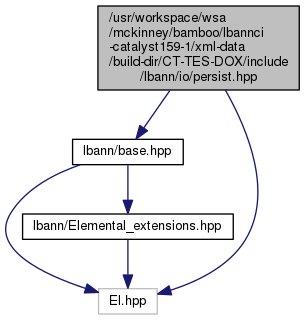 /usr/workspace/wsa
/mckinney/bamboo/lbannci
-catalyst159-1/xml-data
/build-dir/CT-TES-DOX/include
/lbann/io/persist.hpp
lbann/base.hpp
lbann/Elemental_extensions.hpp
El.hpp